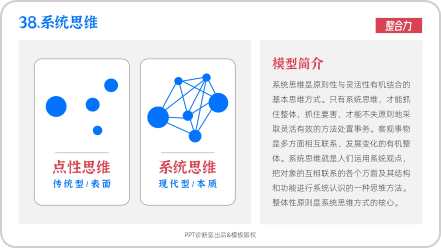 38.系统思维
整合力
点性思维
传统型/表面
系统思维
现代型/本质
模型简介
系统思维是原则性与灵活性有机结合的
基本思维方式。只有系统思维，才能抓
住整体，抓住要害，才能不失原则地采
取灵活有效的方法处置事务。客观事物
是多方面相互联系、发展变化的有机整
体。系统思维就是人们运用系统观点，
把对象的互相联系的各个方面及其结构
和功能进行系统认识的一种思维方法。
整体性原则是系统思维方式的核心。
PPT@新富出品&模板版权